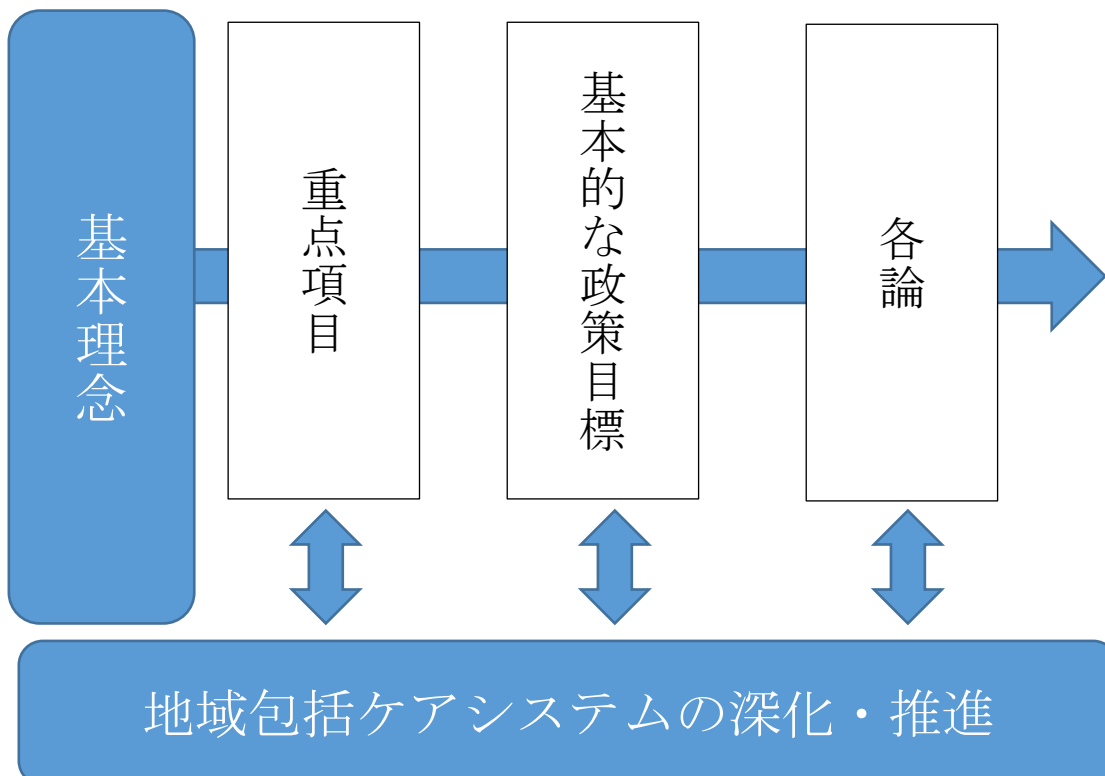 基本理念
重点項目
基本的な政策目標
各論
地域包括ケアシステムの深化・推進